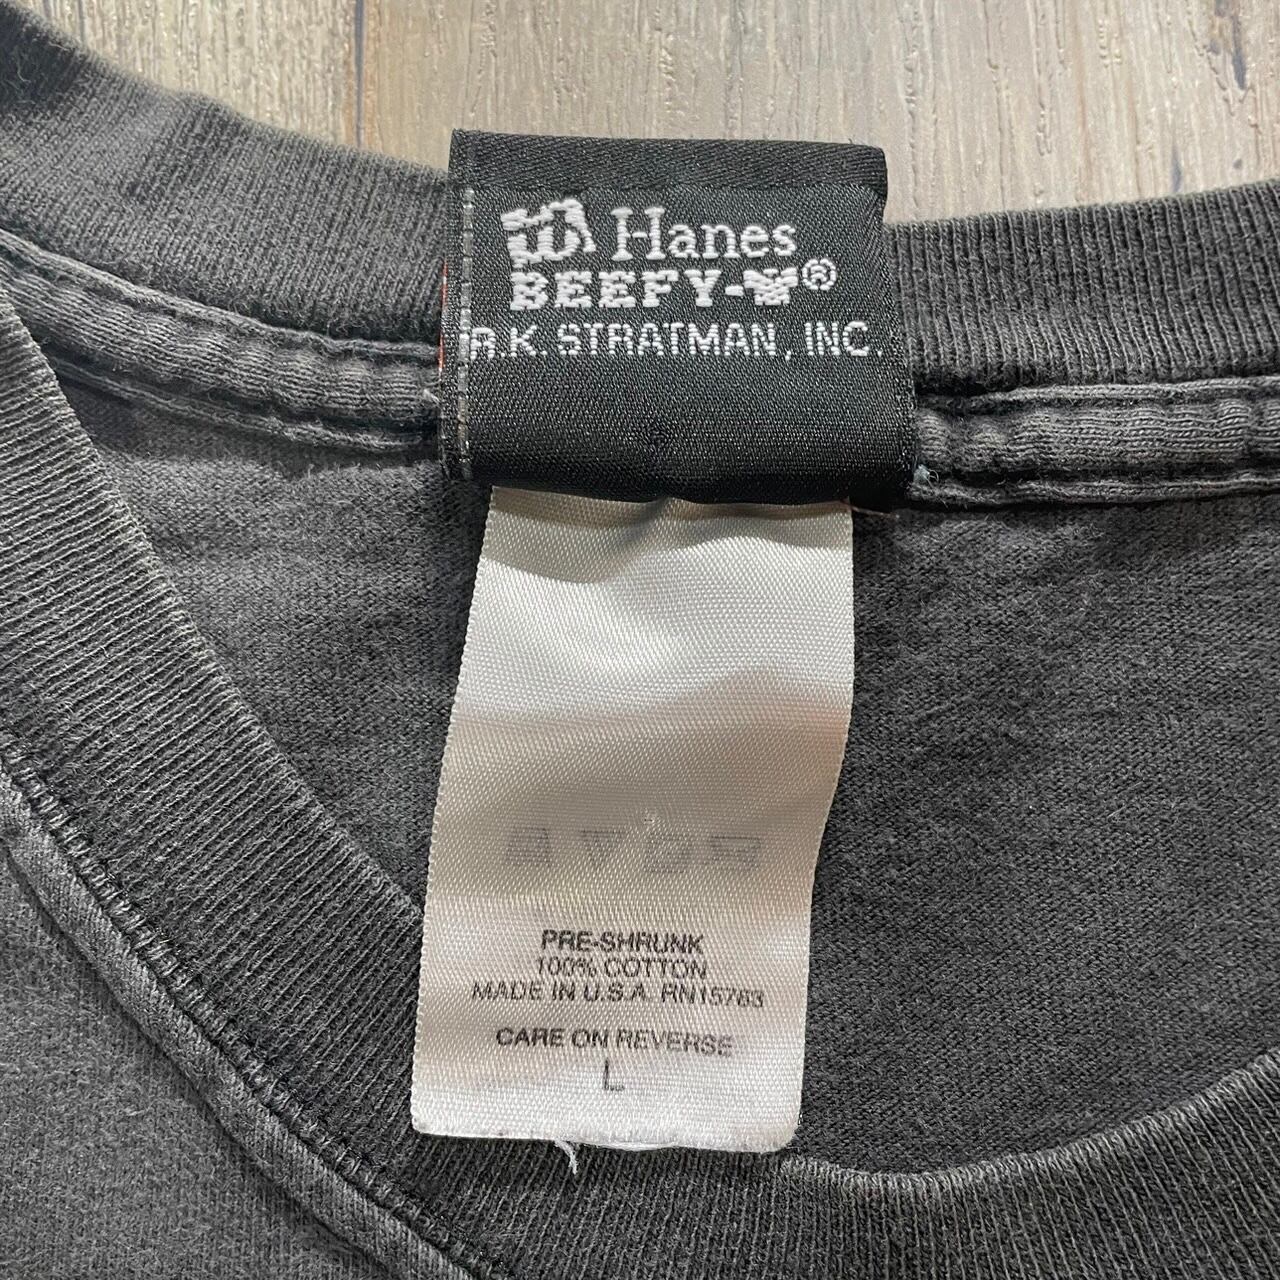 Hanes
BEEFY-T®
R.K. STRATMAN, INC.
PRE-SHRUNK
100% COTTON
MADE IN U.S.A. RN15763
CARE ON REVERSE
L